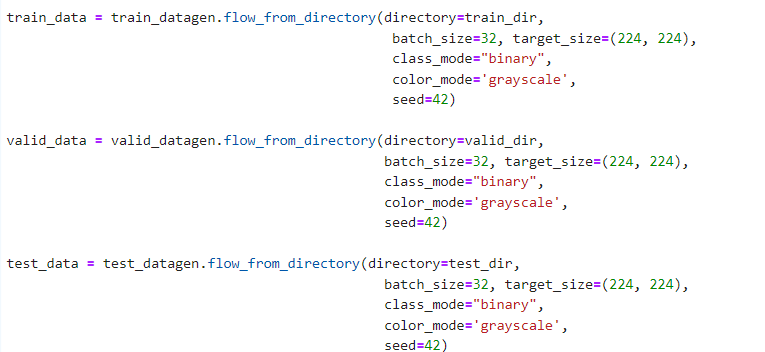 train_data = train_datagen.flow_from_directory(directory=train_dir,
batch_size=32, target_size=(224, 224),
class_mode="binary",
color_mode='grayscale',
seed=42)
valid_data = valid_datagen.flow_from_directory(directory=valid_dir,
batch_size=32, target_size=(224, 224),
class_mode="binary",
color_mode='grayscale',
seed=42)
test_data = test_datagen.flow_from_directory(directory=test_dir,
batch_size=32, target_size=(224, 224),
class_mode="binary",
color_mode='grayscale',
seed=42)